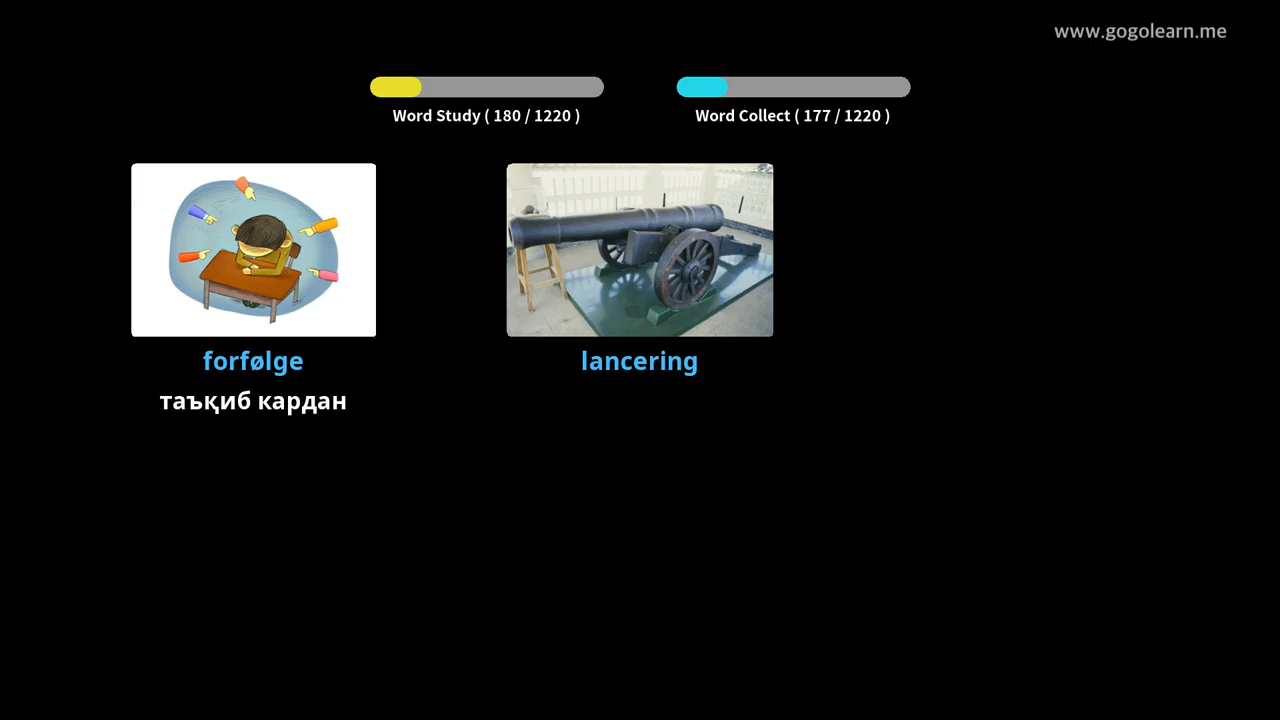 www.gogolearn.me
Word Study ( 180 / 1220 )
Word Collect ( 177 / 1220 )
forfølge
lancering
таъқиб кардан